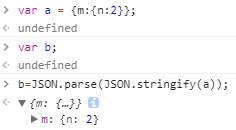 > var a = {m:{n:2}};
< undefined
> var b;
< undefined
> b=JSON.parse(JSON.stringify(a));
< ▼{m: {…}} i
▶ m: {n: 2}